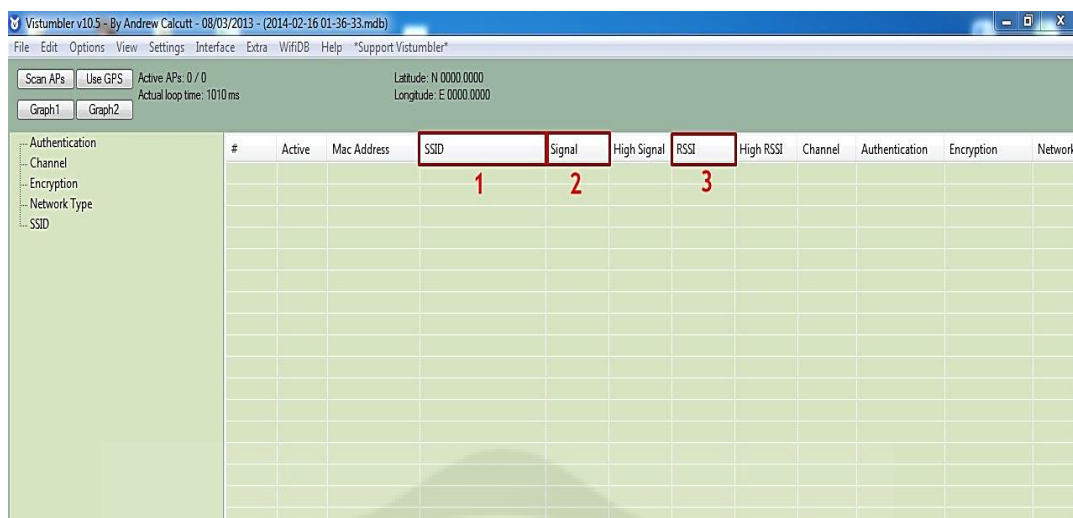 Vistumbler v10.5 - By Andrew Calcutt - 08/03/2013 - (2014-02-16 01-36-33.mdb)
File Edit Options View Settings Interface Extra WifiDB Help *Support Vistumbler*
Scan APs Use GPS Active APs: 0 / 0 Latitude: N 0000.0000
Actual loop time: 1010 ms Longitude: E 0000.0000
Graph1 Graph2
Authentication
Channel
Encryption
Network Type
SSID
# Active Mac Address SSID Signal High Signal RSSI High RSSI Channel Authentication Encryption Network
1 2 3